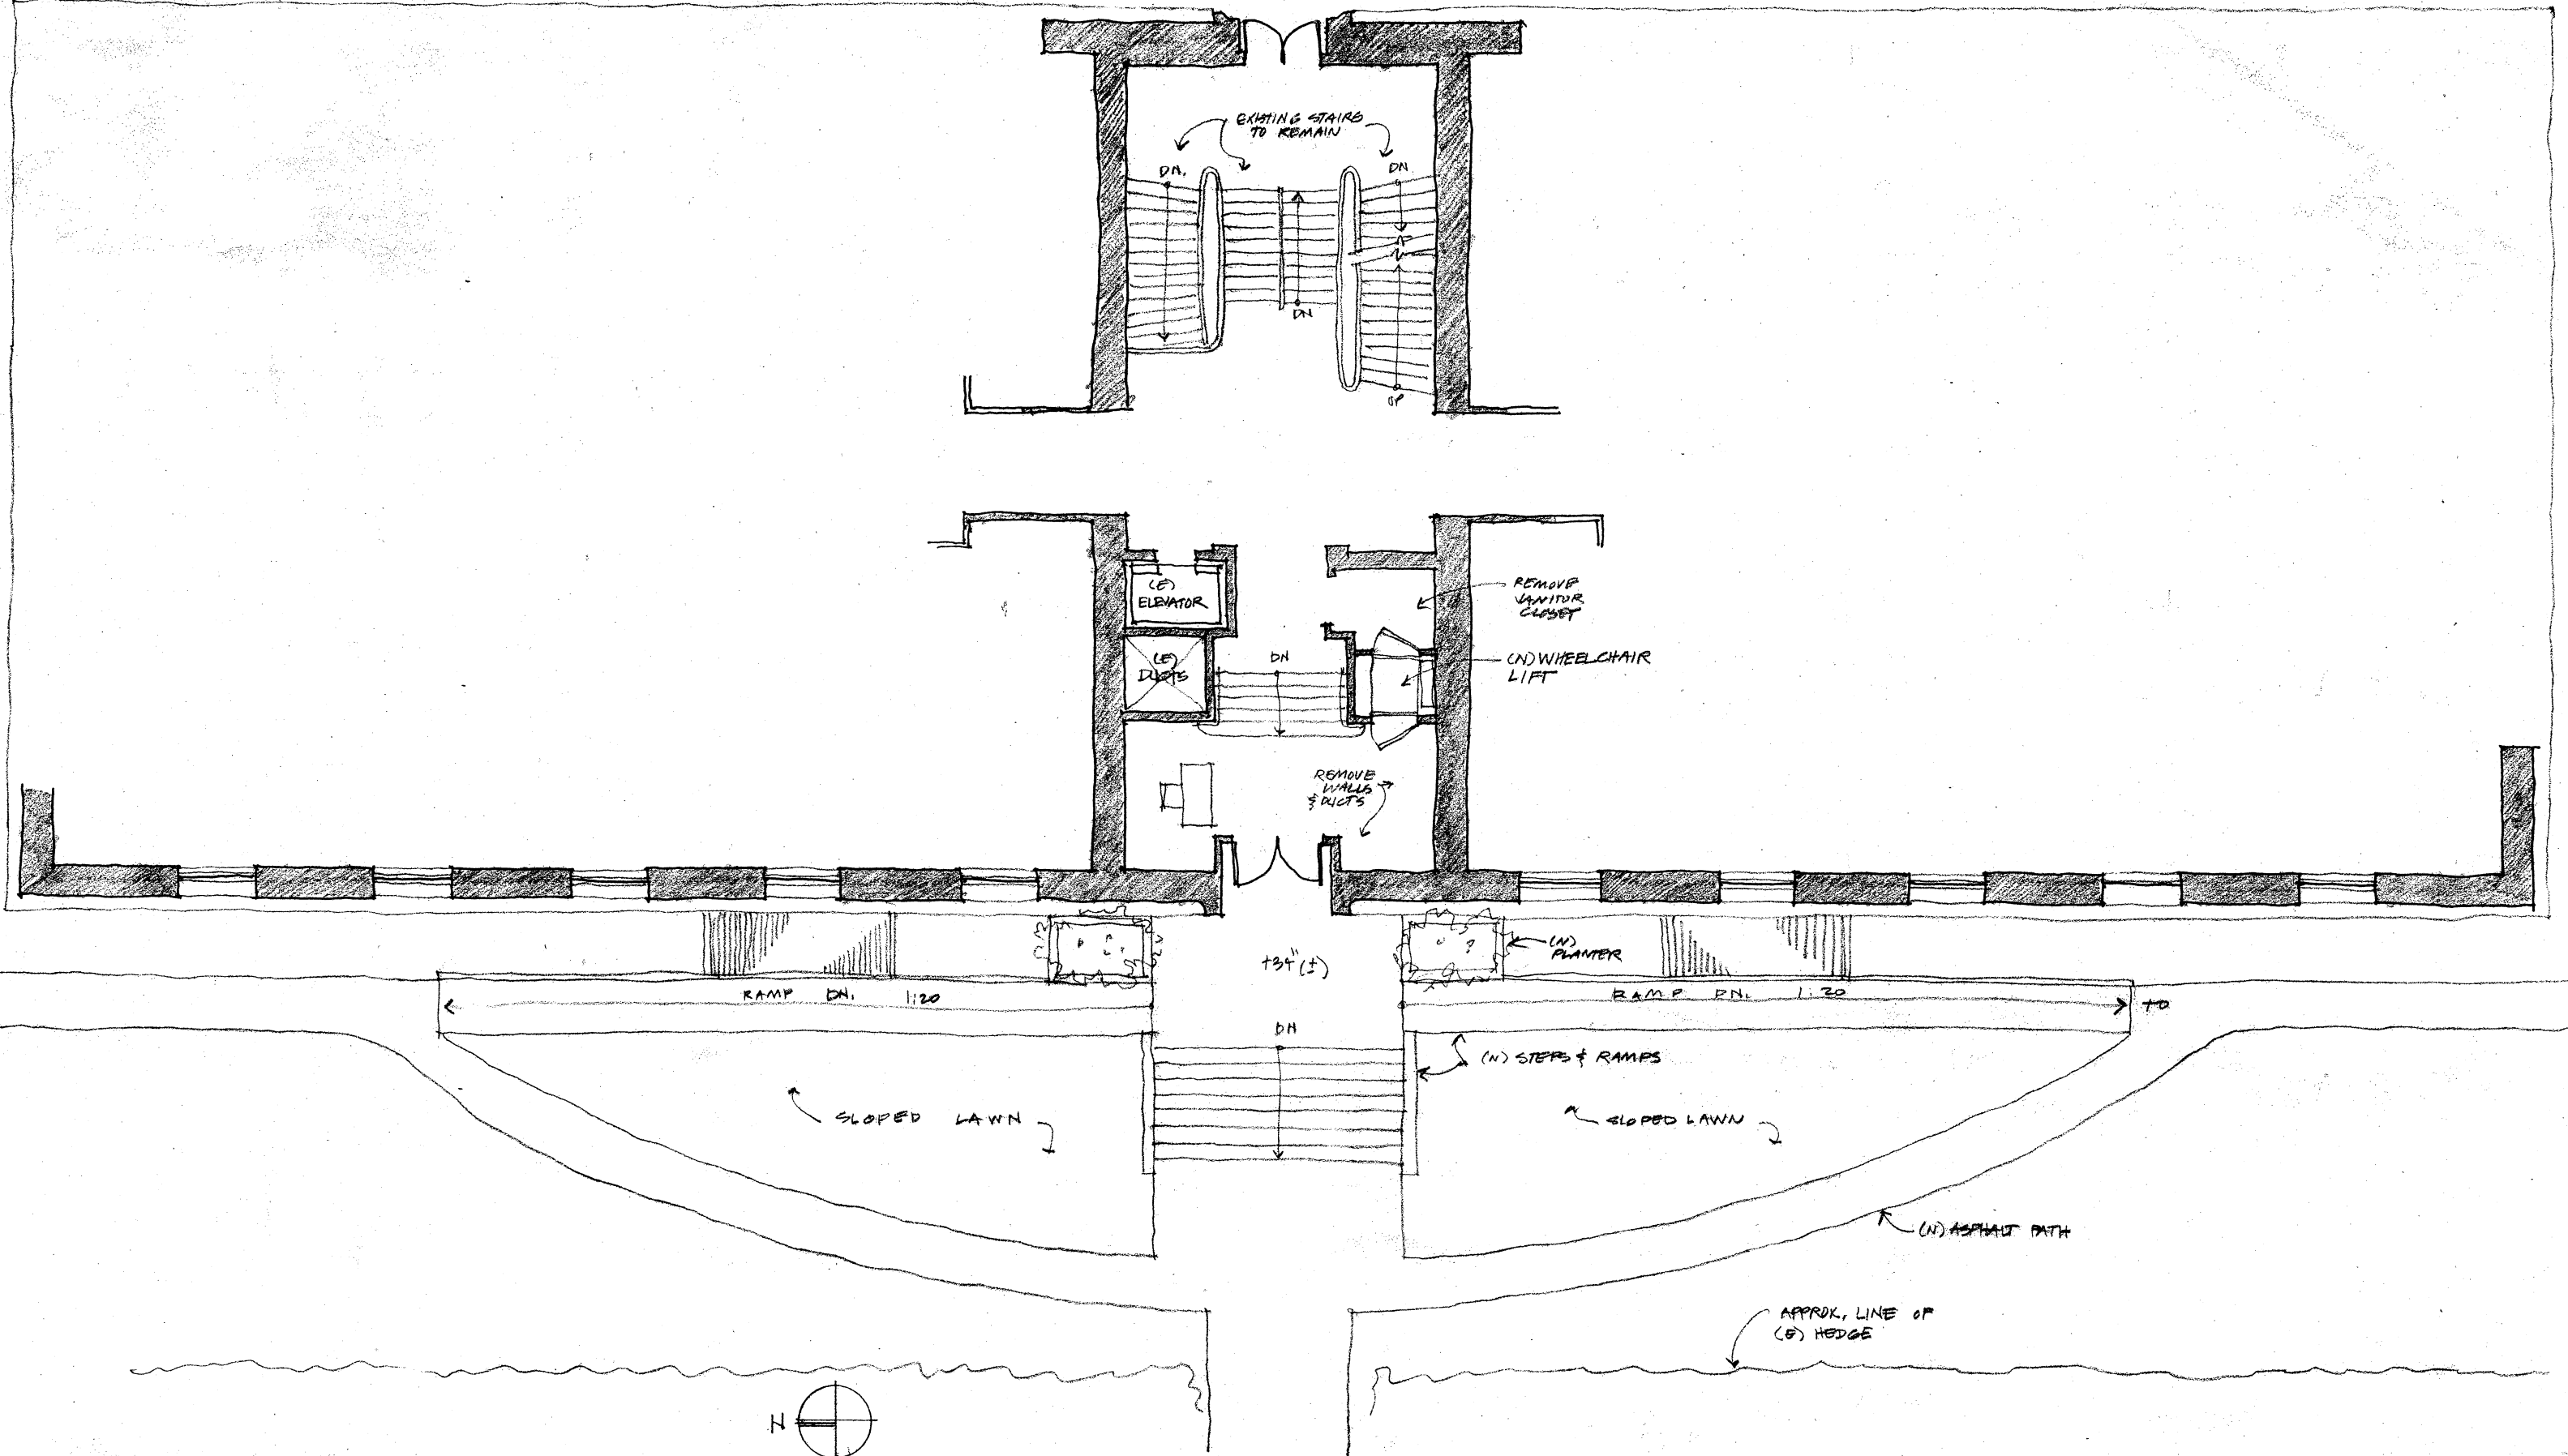 EXISTING STAIRS
TO REMAIN
DN.
DN
DN
UP
(E)
ELEVATOR
REMOVE
JANITOR
CLOSET
(E)
DUCTS
DN
(N) WHEELCHAIR
LIFT
REMOVE
WALLS
& DUCTS
+34" (±)
(N)
PLANTER
RAMP DN. 1:20
RAMP DN. 1:20
+0
DN
(N) STEPS & RAMPS
SLOPED LAWN
SLOPED LAWN
(N) ASPHALT PATH
APPROX. LINE OF
(E) HEDGE
N